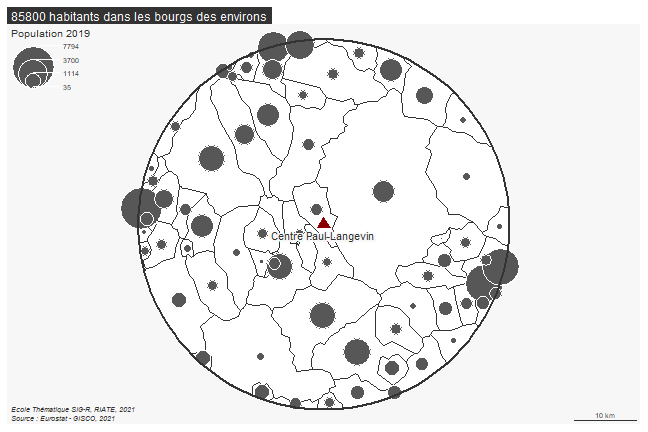 85800 habitants dans les bourgs des environs
Population 2019
7794
3700
1114
35
Centre Paul-Langevin
Ecole Thématique SIG-R, RIATE, 2021
Source : Eurostat - GISCO, 2021
10 km